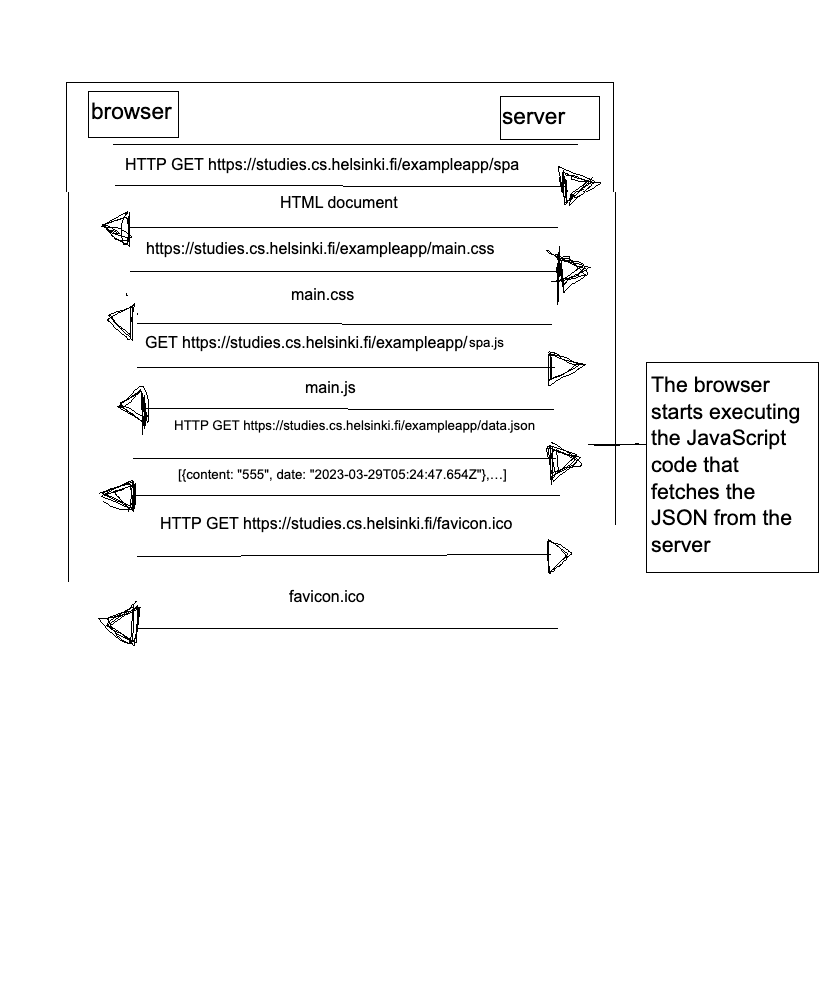 browser
server
HTTP GET https://studies.cs.helsinki.fi/exampleapp/spa
HTML document
https://studies.cs.helsinki.fi/exampleapp/main.css
main.css
GET https://studies.cs.helsinki.fi/exampleapp/spa.js
main.js
HTTP GET https://studies.cs.helsinki.fi/exampleapp/data.json
[{content: "555", date: "2023-03-29T05:24:47.654Z"},…]
HTTP GET https://studies.cs.helsinki.fi/favicon.ico
favicon.ico
The browser
starts executing
the JavaScript
code that
fetches the
JSON from the
server